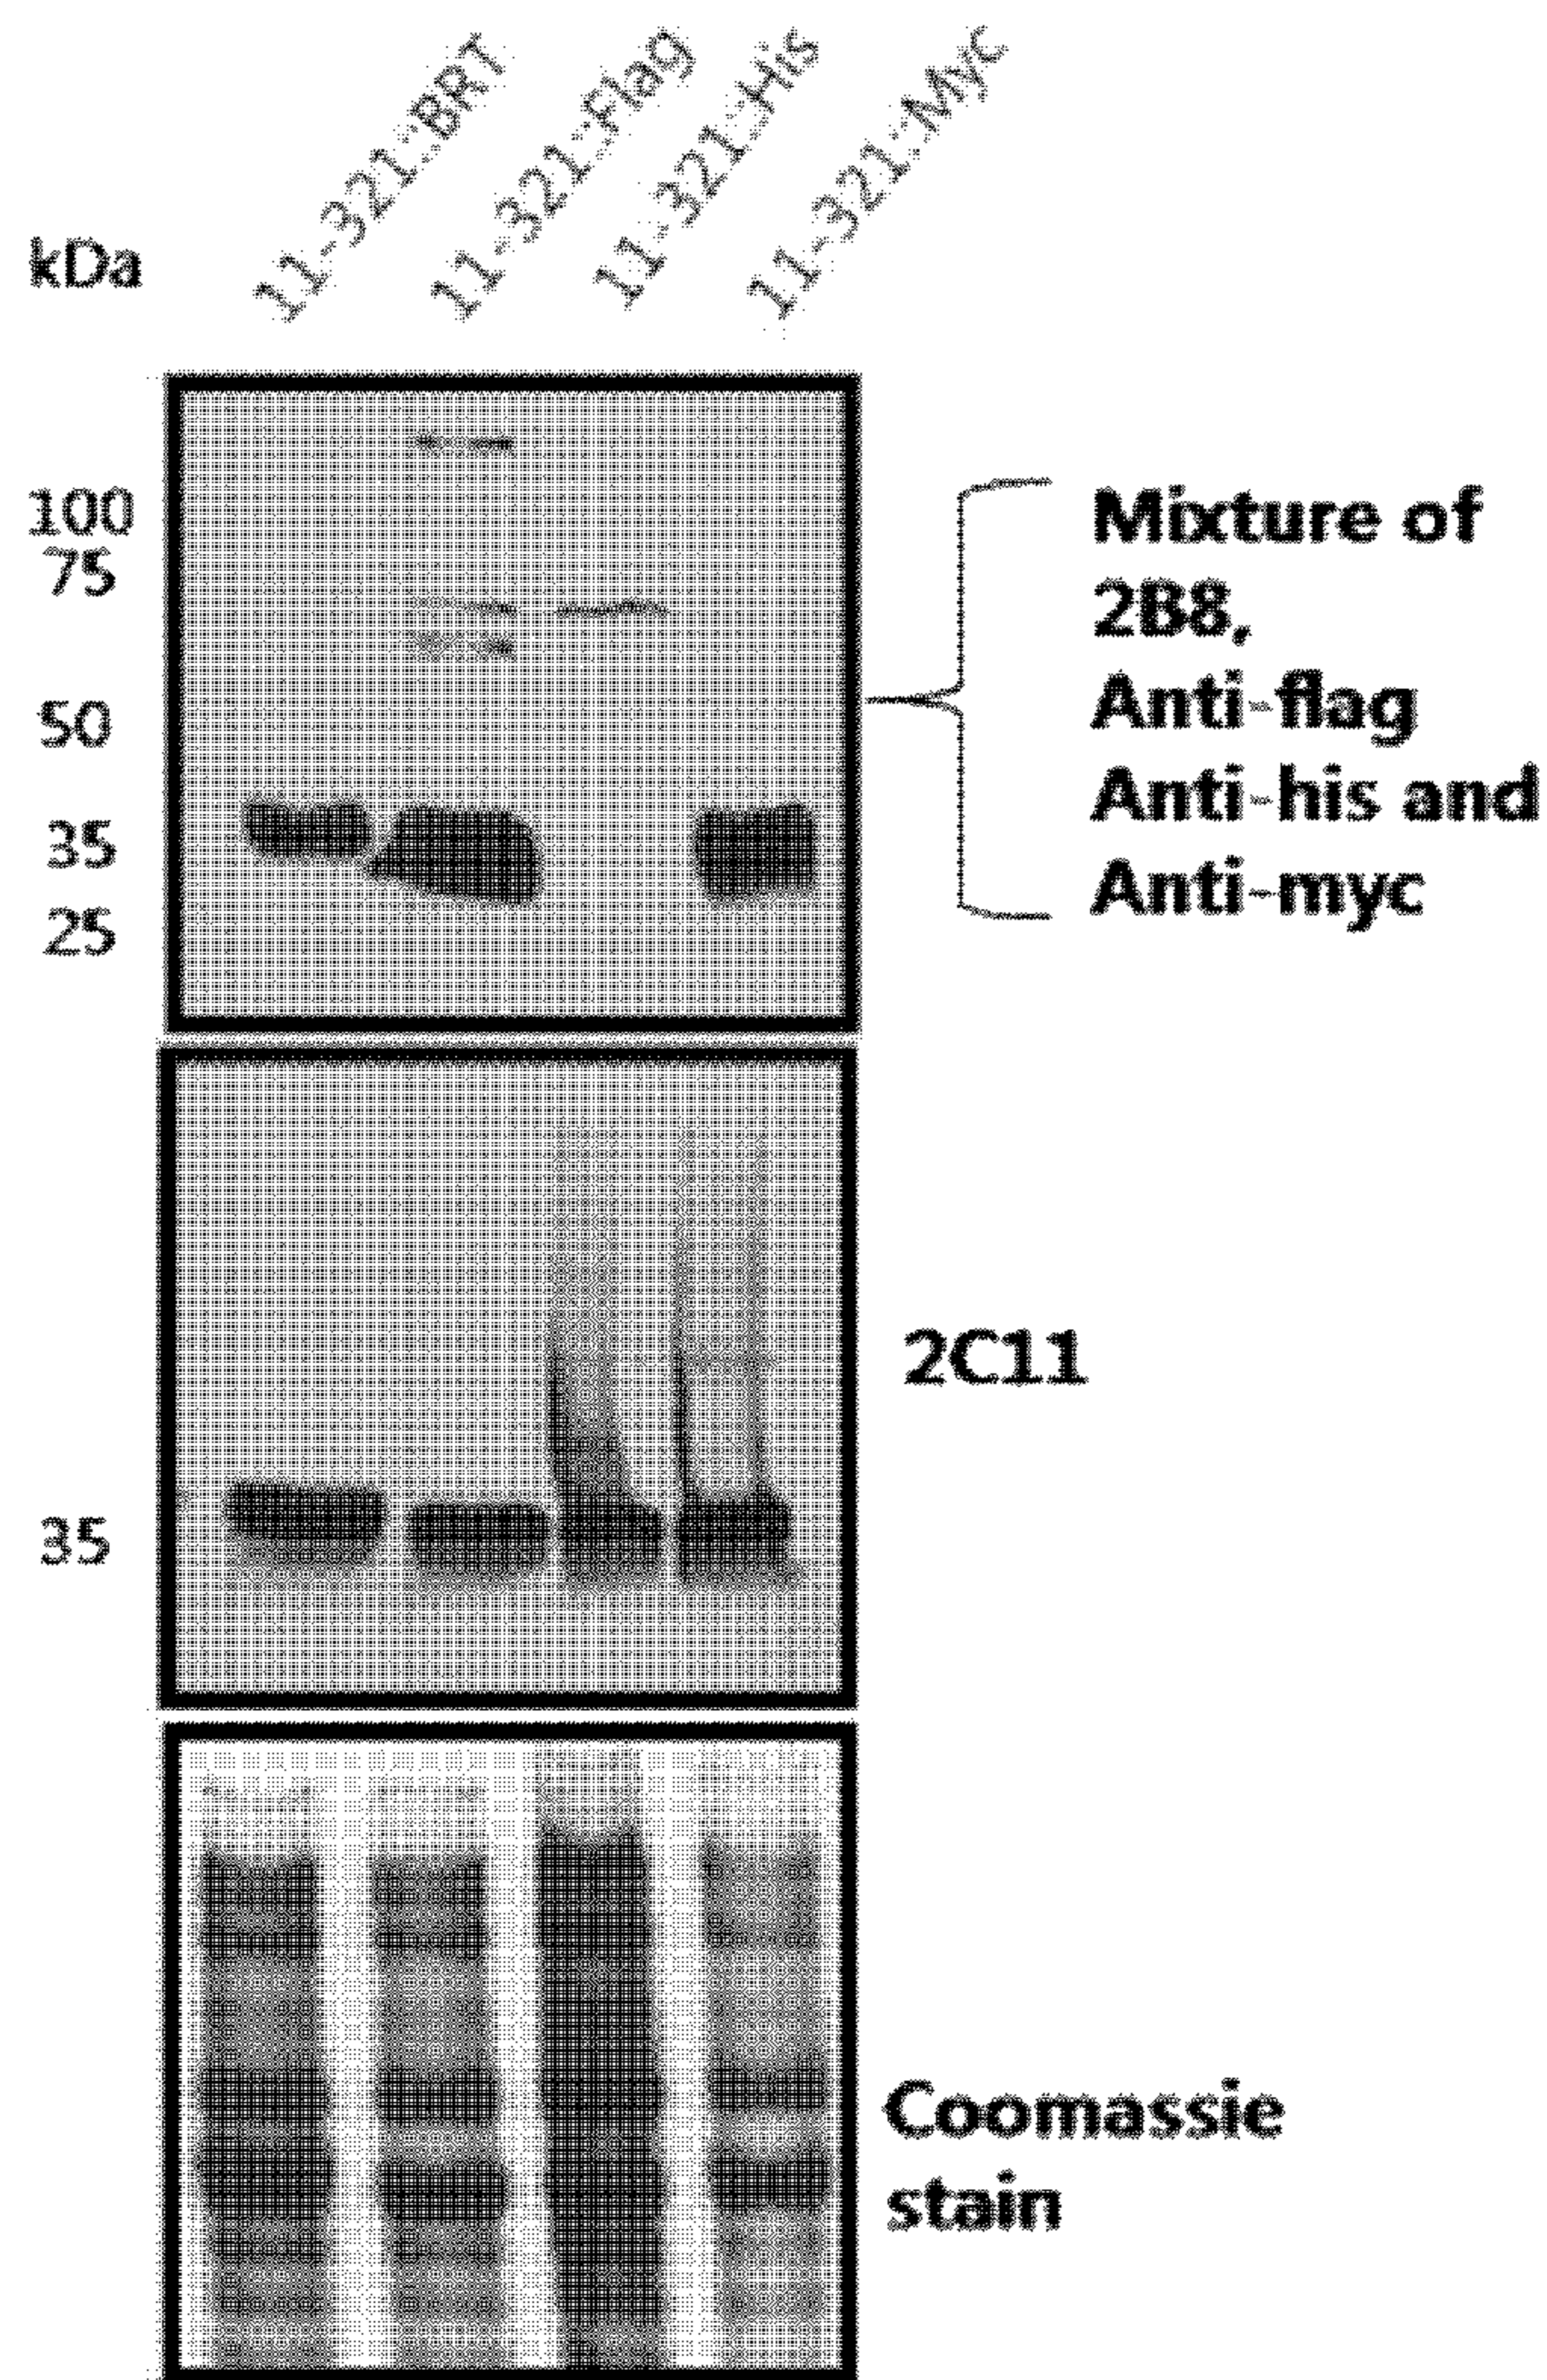 11-321::BRT
11-321::Flag
11-321::His
11-321::Myc
kDa
100
75
50
35
25
Mixture of
2B8,
Anti-flag
Anti-his and
Anti-myc
35
2C11
Coomassie
stain